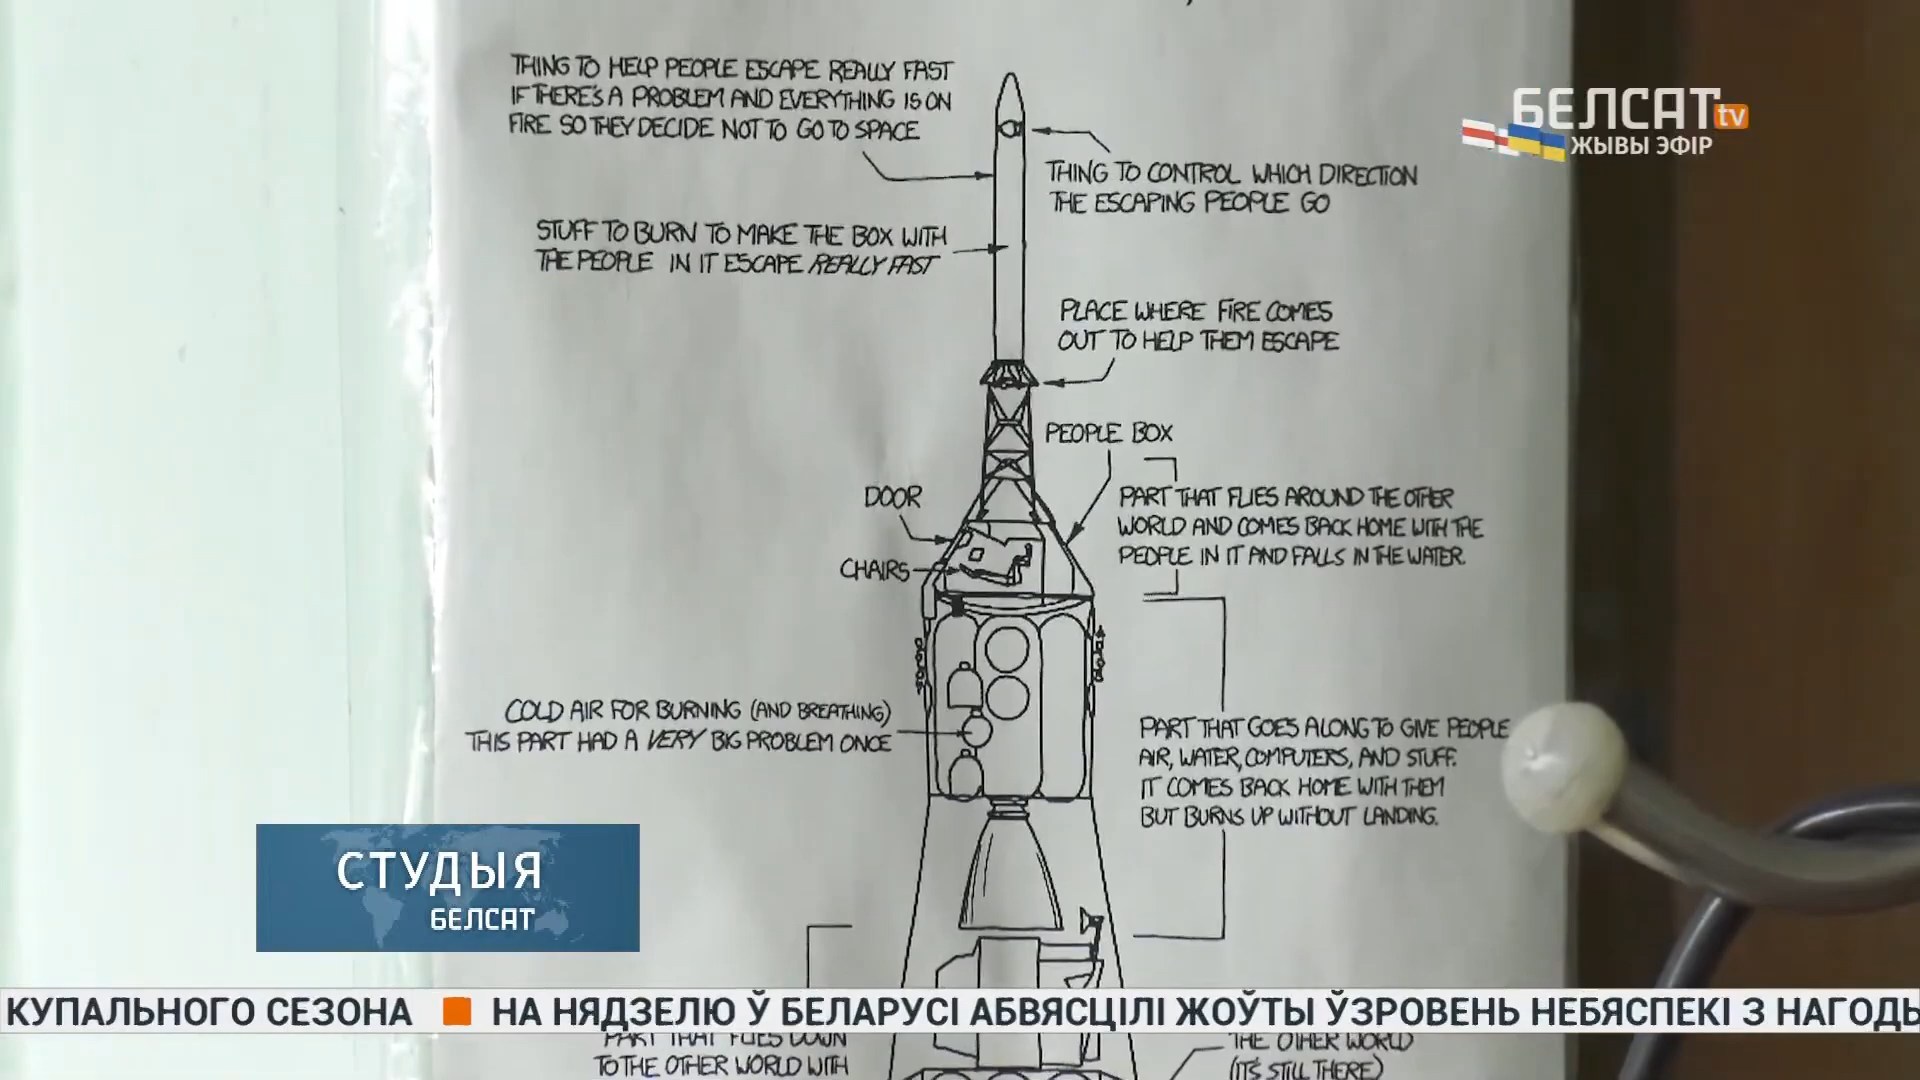 THING TO HELP PEOPLE ESCAPE REALLY FAST
IF THERE'S A PROBLEM AND EVERYTHING IS ON
FIRE SO THEY DECIDE NOT TO GO TO SPACE
БЕЛСАТ tv
ЖЫВЫ ЭФІР
THING TO CONTROL WHICH DIRECTION
THE ESCAPING PEOPLE GO
STUFF TO BURN TO MAKE THE BOX WITH
THE PEOPLE IN IT ESCAPE REALLY FAST
PLACE WHERE FIRE COMES
OUT TO HELP THEM ESCAPE
PEOPLE BOX
DOOR
PART THAT FLIES AROUND THE OTHER
WORLD AND COMES BACK HOME WITH THE
PEOPLE IN IT AND FALLS IN THE WATER.
CHAIRS
COLD AIR FOR BURNING (AND BREATHING)
THIS PART HAD A VERY BIG PROBLEM ONCE
PART THAT GOES ALONG TO GIVE PEOPLE
AIR, WATER, COMPUTERS, AND STUFF.
IT COMES BACK HOME WITH THEM
BUT BURNS UP WITHOUT LANDING.
СТУДЫЯ
БЕЛСАТ
КУПАЛЬНОГО СЕЗОНА НА НЯДЗЕЛЮ Ў БЕЛАРУСІ АБВЯСЦІЛІ ЖОЎТЫ ЎЗРОВЕНЬ НЕБЯСПЕКІ З НАГОДЫ
PART THAT FLIES DOWN
TO THE OTHER WORLD WITH
THE OTHER WORLD
(IT'S STILL THERE)